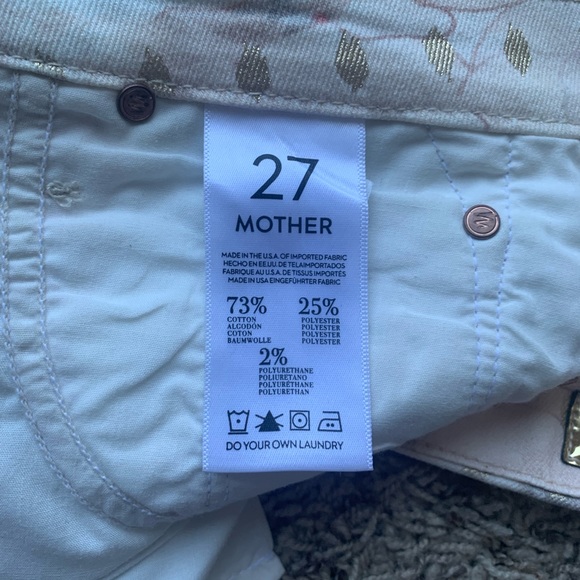 27
MOTHER
MADE IN THE U.S.A. OF IMPORTED FABRIC
HECHO EN EE.UU. DE TELA IMPORTADOS
FABRIQUE AU U.S.A. DE TISSUS IMPORTÉS
MADE IN USA EINGEFÜHRTER FABRIC
73%
COTTON
ALGODÓN
COTON
BAUMWOLLE
25%
POLYESTER
POLYESTER
POLYESTER
POLYESTER
2%
POLYURETHANE
POLIURETANO
POLYURÉTHANE
POLYURETHAN
DO YOUR OWN LAUNDRY